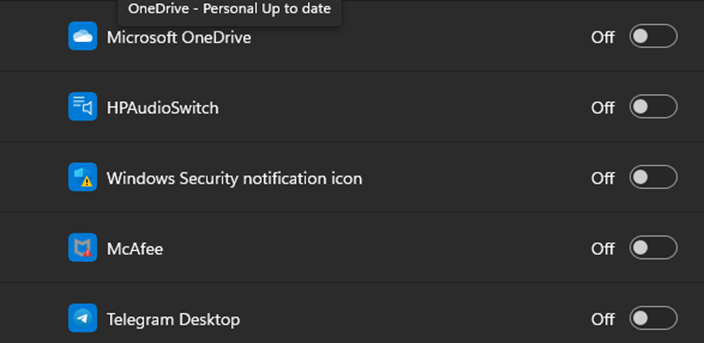 OneDrive - Personal Up to date
Microsoft OneDrive Off
HPAudioSwitch Off
Windows Security notification icon Off
McAfee Off
Telegram Desktop Off